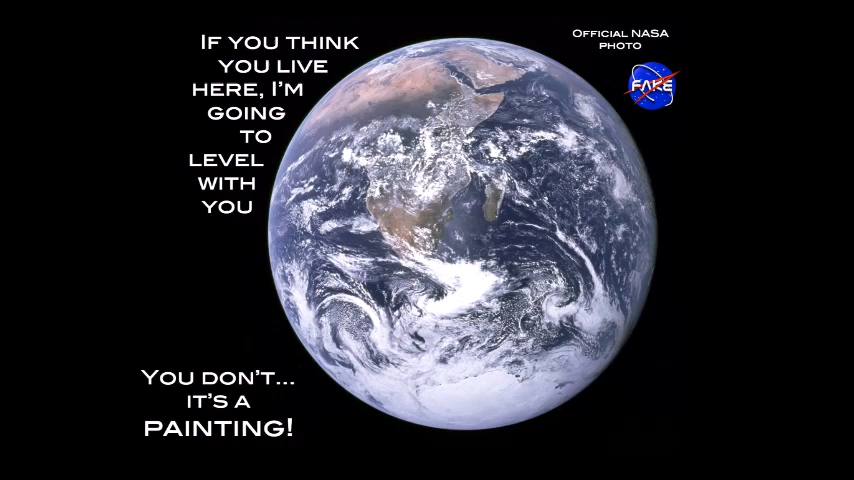 If you think
you live
here, I'm
going
to
level
with
you
Official NASA
photo
FAKE
You don't...
it's a
painting!